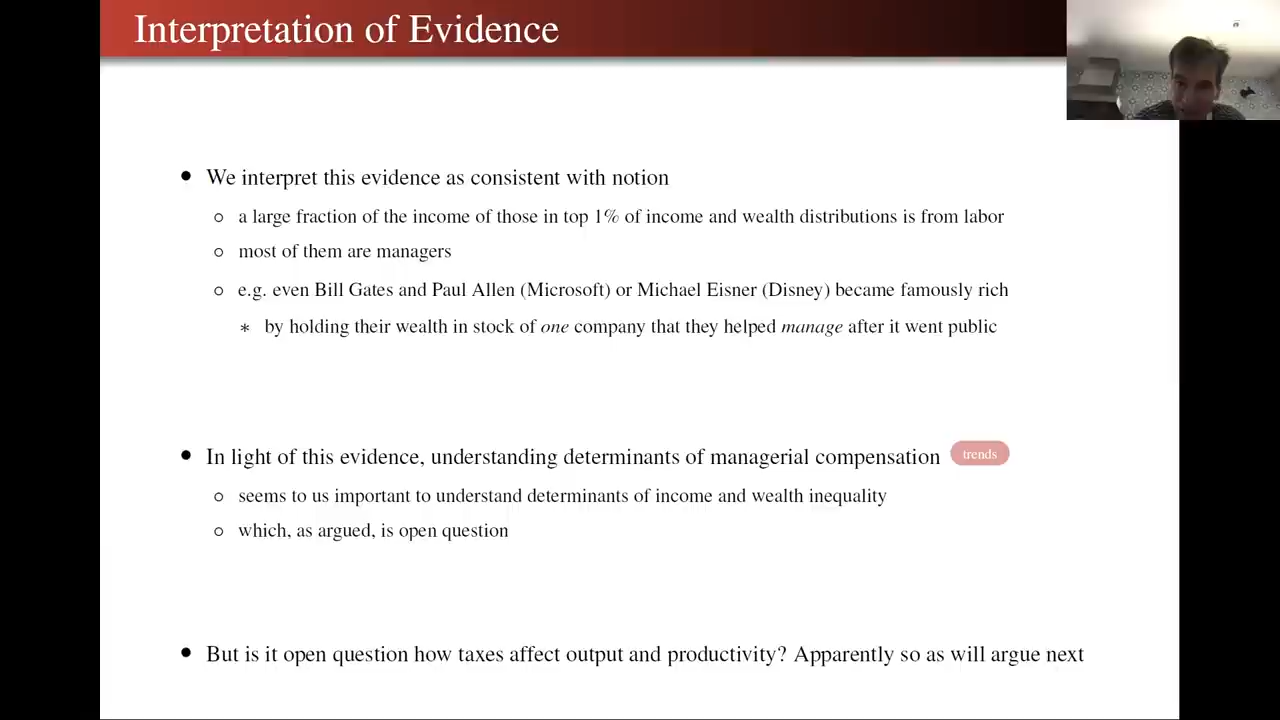 Interpretation of Evidence
• We interpret this evidence as consistent with notion
○ a large fraction of the income of those in top 1% of income and wealth distributions is from labor
○ most of them are managers
○ e.g. even Bill Gates and Paul Allen (Microsoft) or Michael Eisner (Disney) became famously rich
∗ by holding their wealth in stock of one company that they helped manage after it went public
• In light of this evidence, understanding determinants of managerial compensation trends
○ seems to us important to understand determinants of income and wealth inequality
○ which, as argued, is open question
• But is it open question how taxes affect output and productivity? Apparently so as will argue next